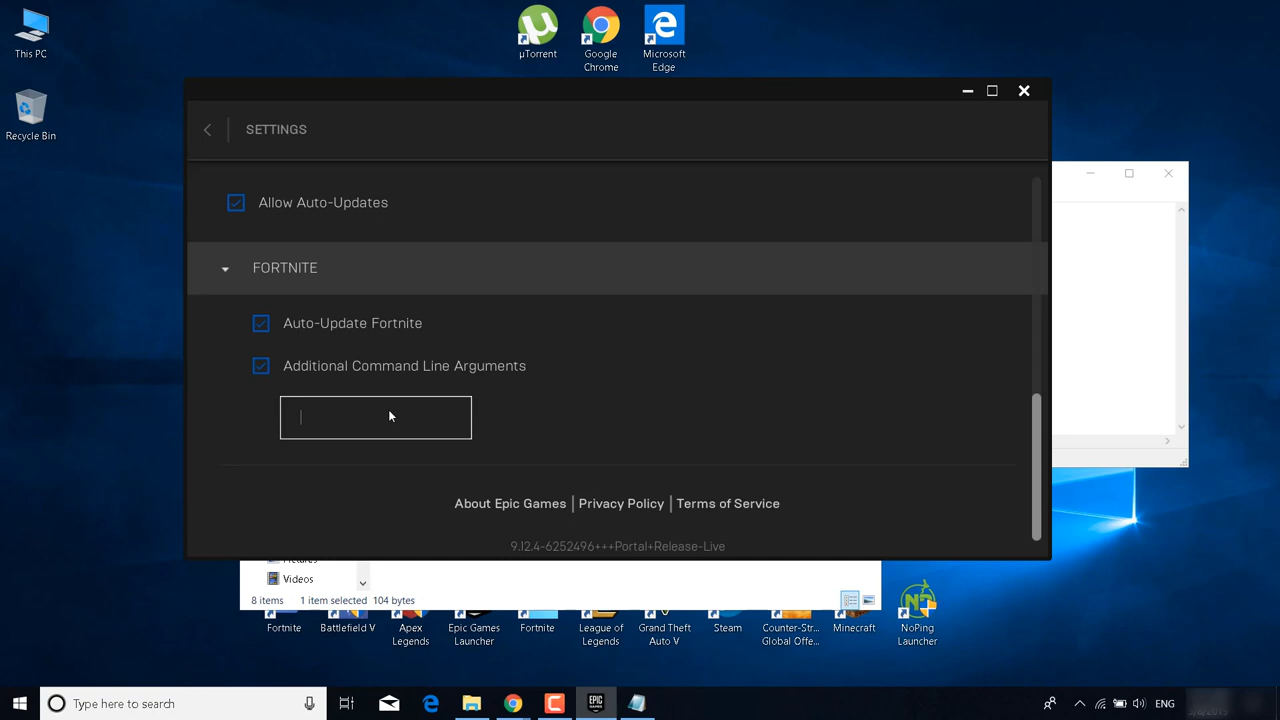 This PC
µTorrent
Google
Chrome
Microsoft
Edge
Recycle Bin
SETTINGS
Allow Auto-Updates
FORTNITE
Auto-Update Fortnite
Additional Command Line Arguments
About Epic Games | Privacy Policy | Terms of Service
9.12.4-6252496+++Portal+Release-Live
Pictures
Videos
8 items 1 item selected 104 bytes
Fortnite
Battlefield V
Apex
Legends
Epic Games
Launcher
Fortnite
League of
Legends
Grand Theft
Auto V
Steam
Counter-Str...
Global Offe...
Minecraft
NoPing
Launcher
Type here to search
EPIC
GAMES
ENG